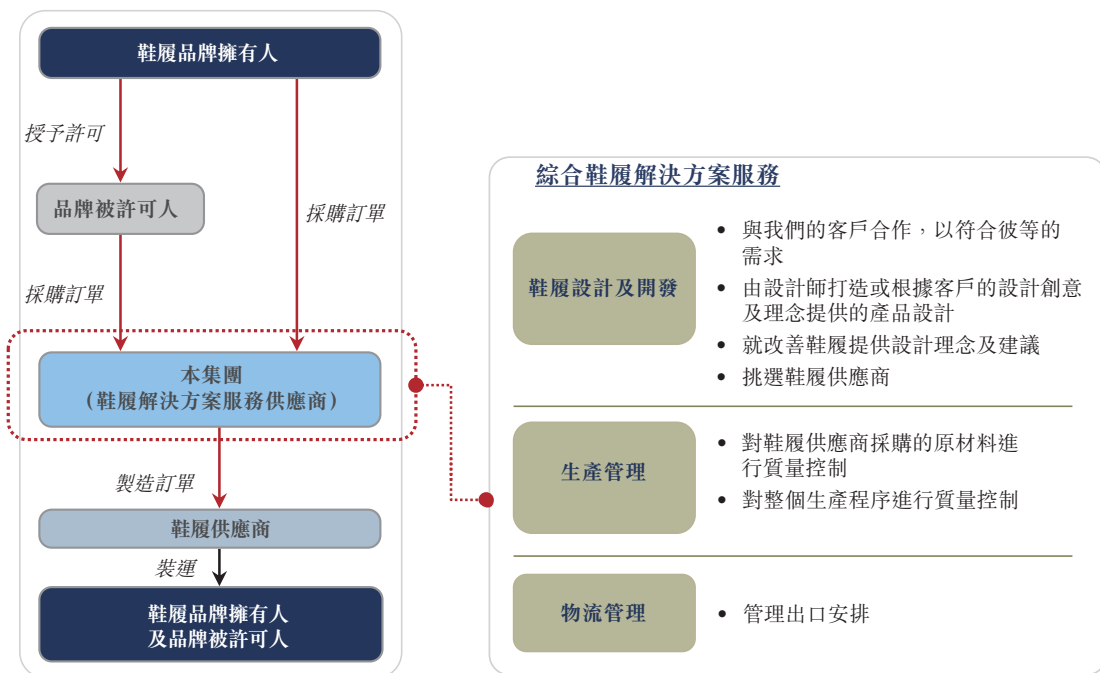 鞋履品牌擁有人
授予許可
品牌被許可人
採購訂單
採購訂單
本集團
（鞋履解決方案服務供應商）
製造訂單
鞋履供應商
裝運
鞋履品牌擁有人
及品牌被許可人
綜合鞋履解決方案服務
鞋履設計及開發
• 與我們的客戶合作，以符合彼等的
需求
• 由設計師打造或根據客戶的設計創意
及理念提供的產品設計
• 就改善鞋履提供設計理念及建議
• 挑選鞋履供應商
生產管理
• 對鞋履供應商採購的原材料進
行質量控制
• 對整個生產程序進行質量控制
物流管理
• 管理出口安排